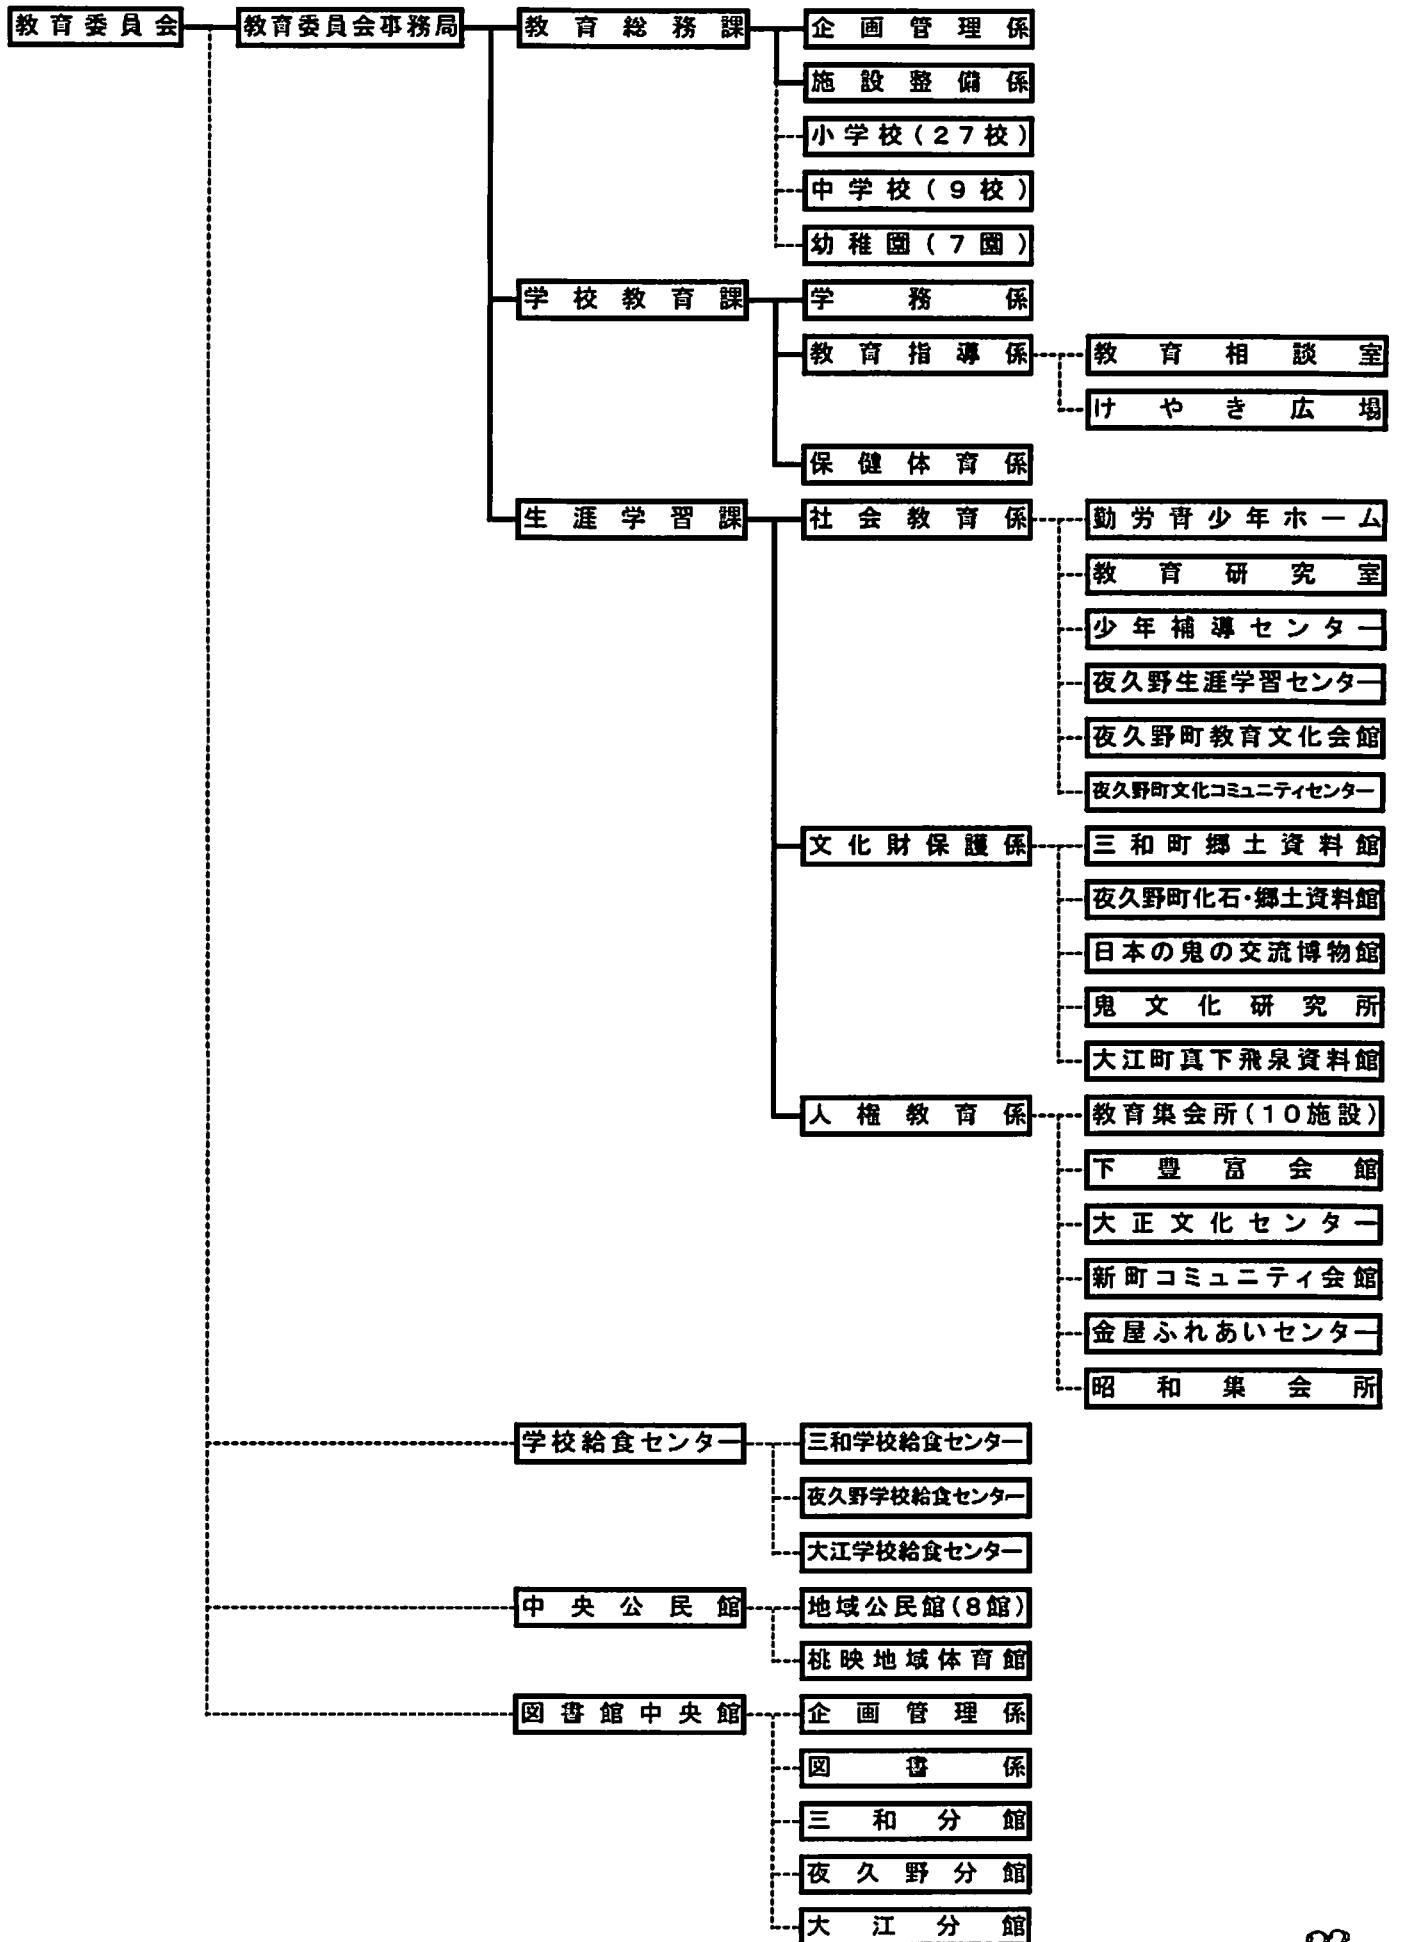 教育委員会 教育委員会事務局 教育総務課 企画管理係
施設整備係
小学校(27校)
中学校(9校)
幼稚園(7園)
学校教育課 学務係
教育指導係 教育相談室
けやき広場
保健体育係
生涯学習課 社会教育係 勤労青少年ホーム
教育研究室
少年補導センター
夜久野生涯学習センター
夜久野町教育文化会館
夜久野町文化コミュニティセンター
文化財保護係 三和町郷土資料館
夜久野町化石・郷土資料館
日本の鬼の交流博物館
鬼文化研究所
大江町真下飛泉資料館
人権教育係 教育集会所(10施設)
下豊富会館
大正文化センター
新町コミュニティ会館
金屋ふれあいセンター
昭和集会所
学校給食センター 三和学校給食センター
夜久野学校給食センター
大江学校給食センター
中央公民館 地域公民館(8館)
桃映地域体育館
図書館中央館 企画管理係
図書係
三和分館
夜久野分館
大江分館